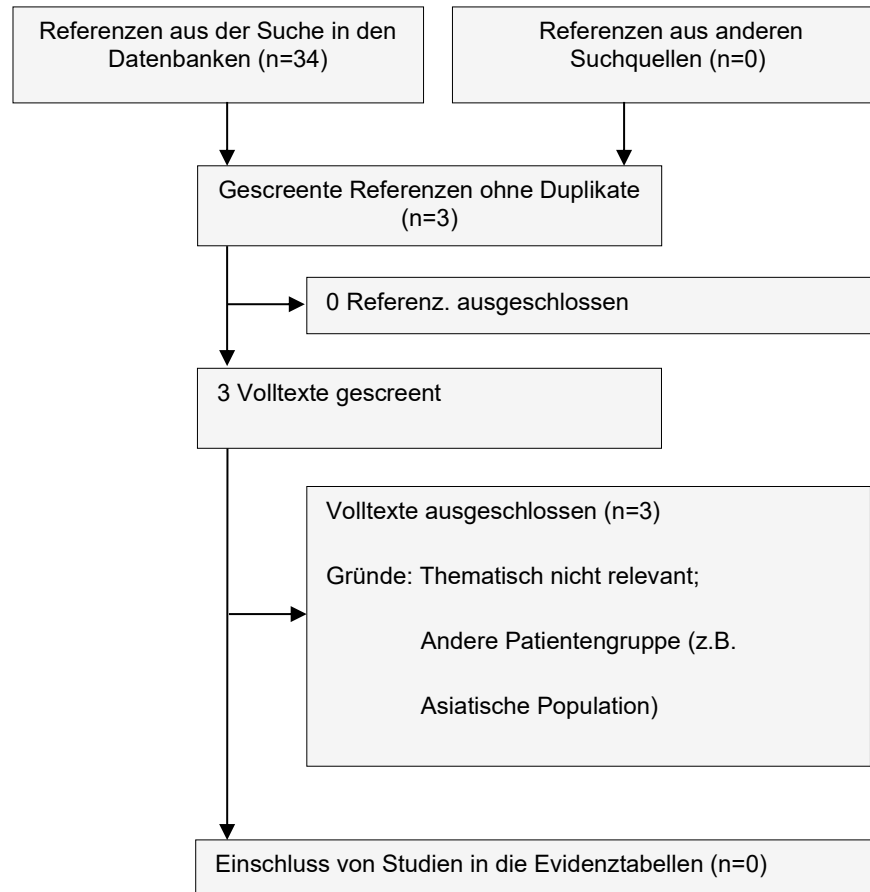 Referenzen aus der Suche in den
Datenbanken (n=34)
Referenzen aus anderen
Suchquellen (n=0)
Gescreente Referenzen ohne Duplikate
(n=3)
0 Referenz. ausgeschlossen
3 Volltexte gescreent
Volltexte ausgeschlossen (n=3)
Gründe: Thematisch nicht relevant;
Andere Patientengruppe (z.B.
Asiatische Population)
Einschluss von Studien in die Evidenztabellen (n=0)